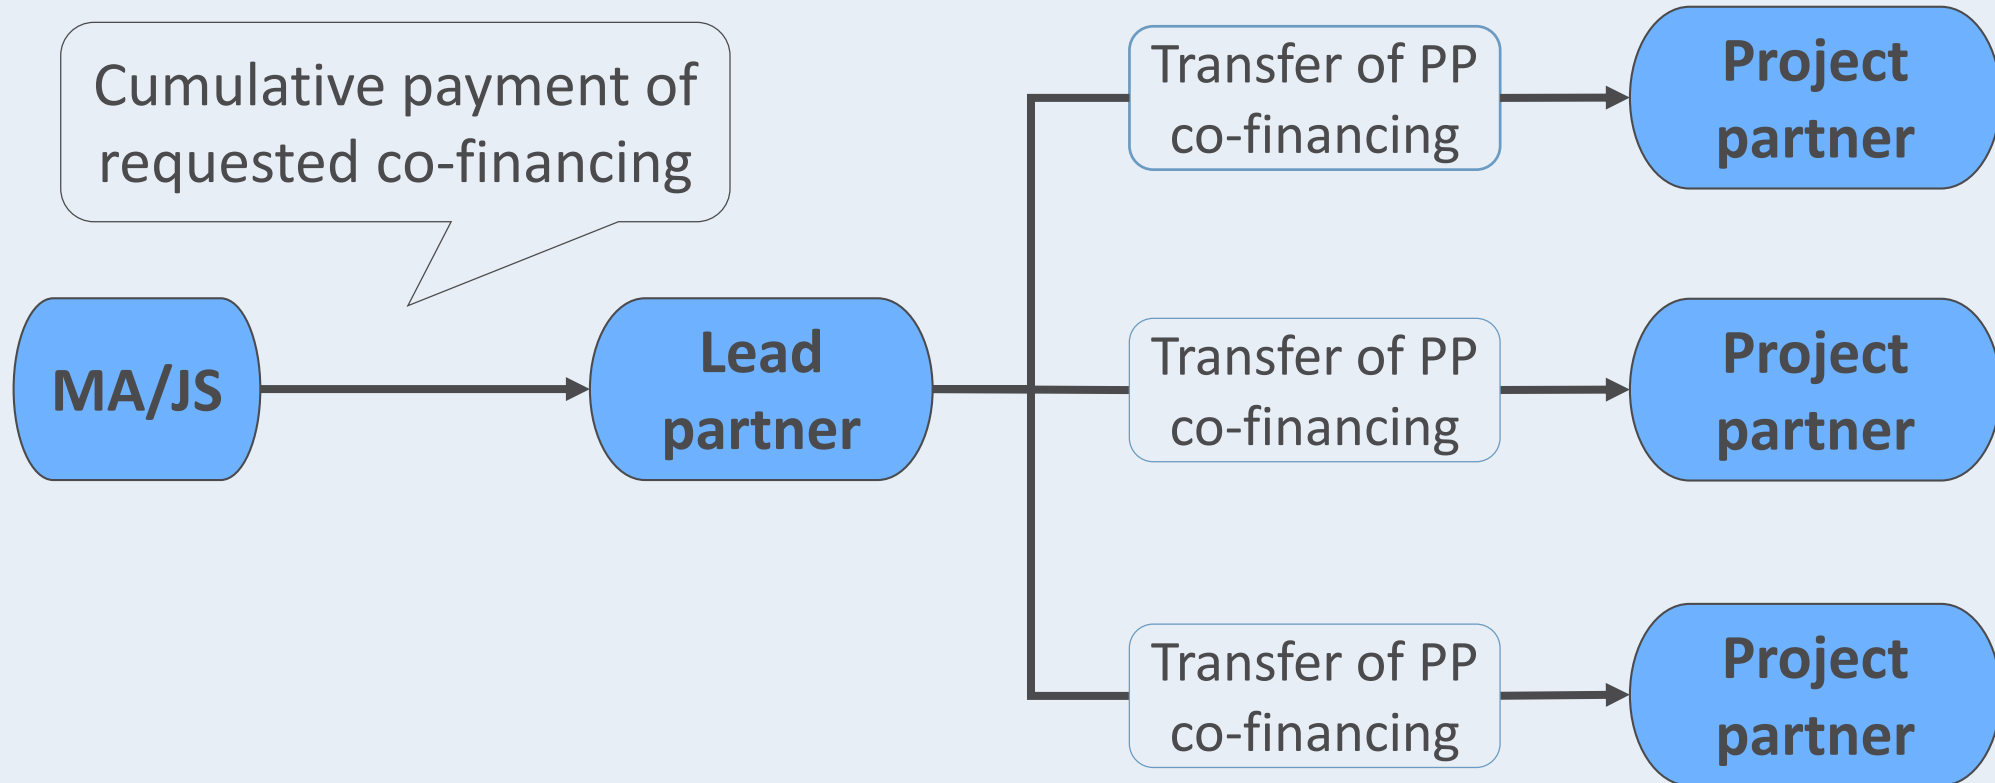 Cumulative payment of
requested co-financing
MA/JS
Lead
partner
Transfer of PP
co-financing
Project
partner
Transfer of PP
co-financing
Project
partner
Transfer of PP
co-financing
Project
partner